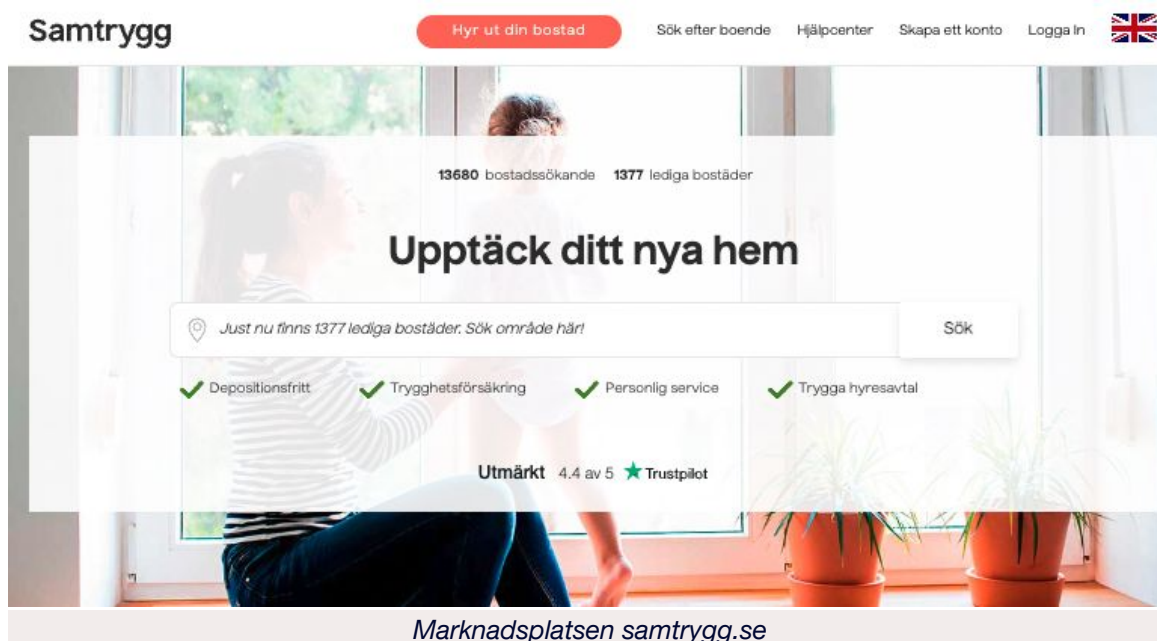 Samtrygg
Hyr ut din bostad
Sök efter boende
Hjälpcenter
Skapa ett konto
Logga In
13680 bostadssökande 1377 lediga bostäder
Upptäck ditt nya hem
Just nu finns 1377 lediga bostäder. Sök område här!
Sök
Depositionsfritt
Trygghetsförsäkring
Personlig service
Trygga hyresavtal
Utmärkt 4.4 av 5 Trustpilot
Marknadsplatsen samtrygg.se